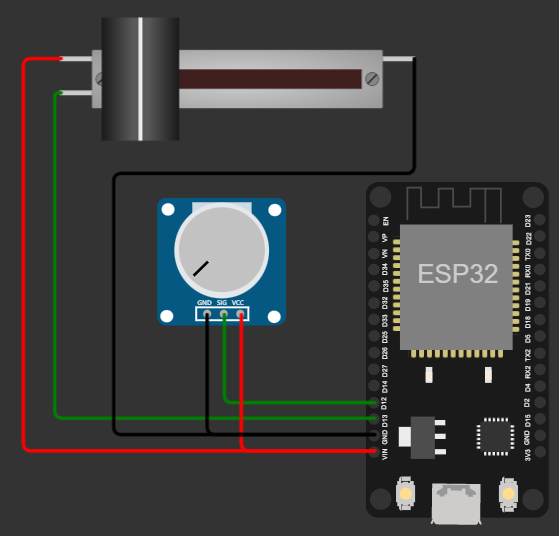 GND SIG VCC
ESP32
EN
VP
VN
D34
D35
D32
D33
D25
D26
D27
D14
D12
D13
GND
VIN
D23
D22
TX0
RX0
D21
D19
D18
D5
TX2
RX2
D4
D2
D15
GND
3V3